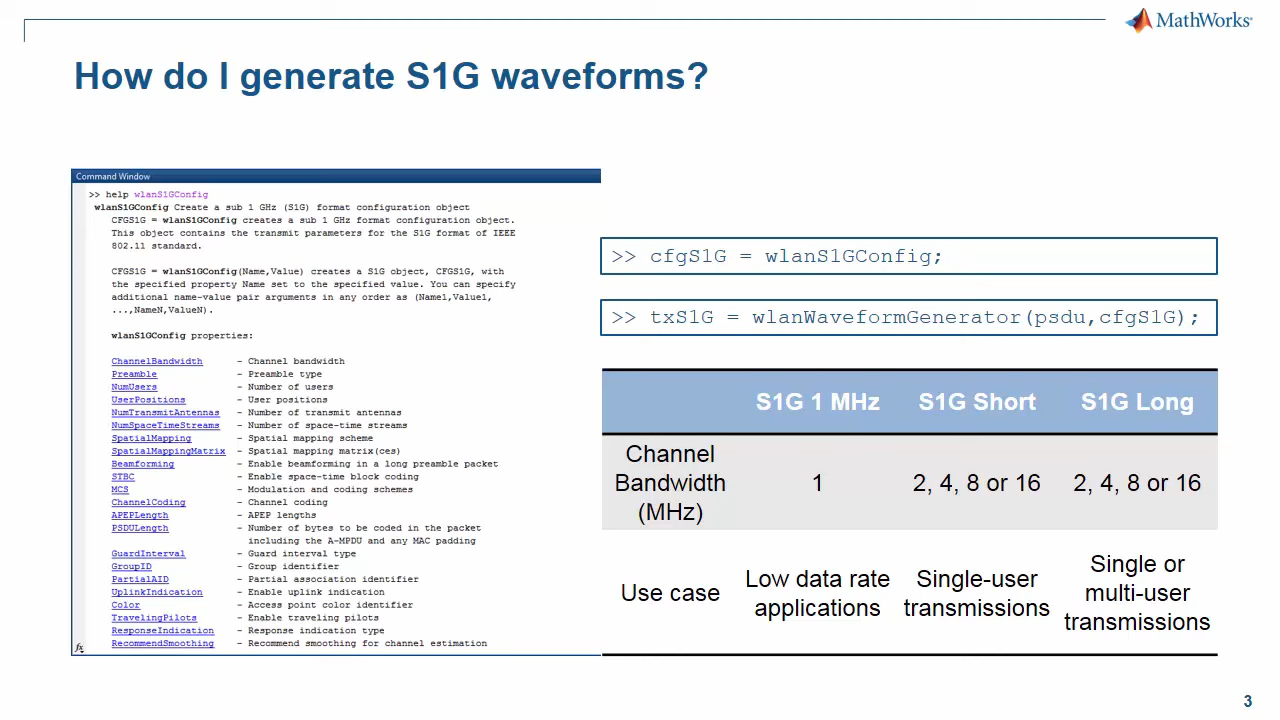 MathWorks
How do I generate S1G waveforms?
Command Window
>> help wlanS1GConfig
wlanS1GConfig Create a sub 1 GHz (S1G) format configuration object
CFGS1G = wlanS1GConfig creates a sub 1 GHz format configuration object.
This object contains the transmit parameters for the S1G format of IEEE
802.11 standard.
CFGS1G = wlanS1GConfig(Name,Value) creates a S1G object, CFGS1G, with
the specified property Name set to the specified value. You can specify
additional name-value pair arguments in any order as (Name1,Value1,
...,NameN,ValueN).
wlanS1GConfig properties:
ChannelBandwidth - Channel bandwidth
Preamble - Preamble type
NumUsers - Number of users
UserPositions - User positions
NumTransmitAntennas - Number of transmit antennas
NumSpaceTimeStreams - Number of space-time streams
SpatialMapping - Spatial mapping scheme
SpatialMappingMatrix - Spatial mapping matrix(ces)
Beamforming - Enable beamforming in a long preamble packet
STBC - Enable space-time block coding
MCS - Modulation and coding schemes
ChannelCoding - Channel coding
APEPLength - APEP lengths
PSDULength - Number of bytes to be coded in the packet
including the A-MPDU and any MAC padding
GuardInterval - Guard interval type
GroupID - Group identifier
PartialAID - Partial association identifier
UplinkIndication - Enable uplink indication
Color - Access point color identifier
TravelingPilots - Enable traveling pilots
ResponseIndication - Response indication type
RecommendSmoothing - Recommend smoothing for channel estimation
fx
>> cfgS1G = wlanS1GConfig;
>> txS1G = wlanWaveformGenerator(psdu,cfgS1G);
S1G 1 MHz S1G Short S1G Long
Channel
Bandwidth
(MHz)
1 2, 4, 8 or 16 2, 4, 8 or 16
Use case
Low data rate
applications
Single-user
transmissions
Single or
multi-user
transmissions
3